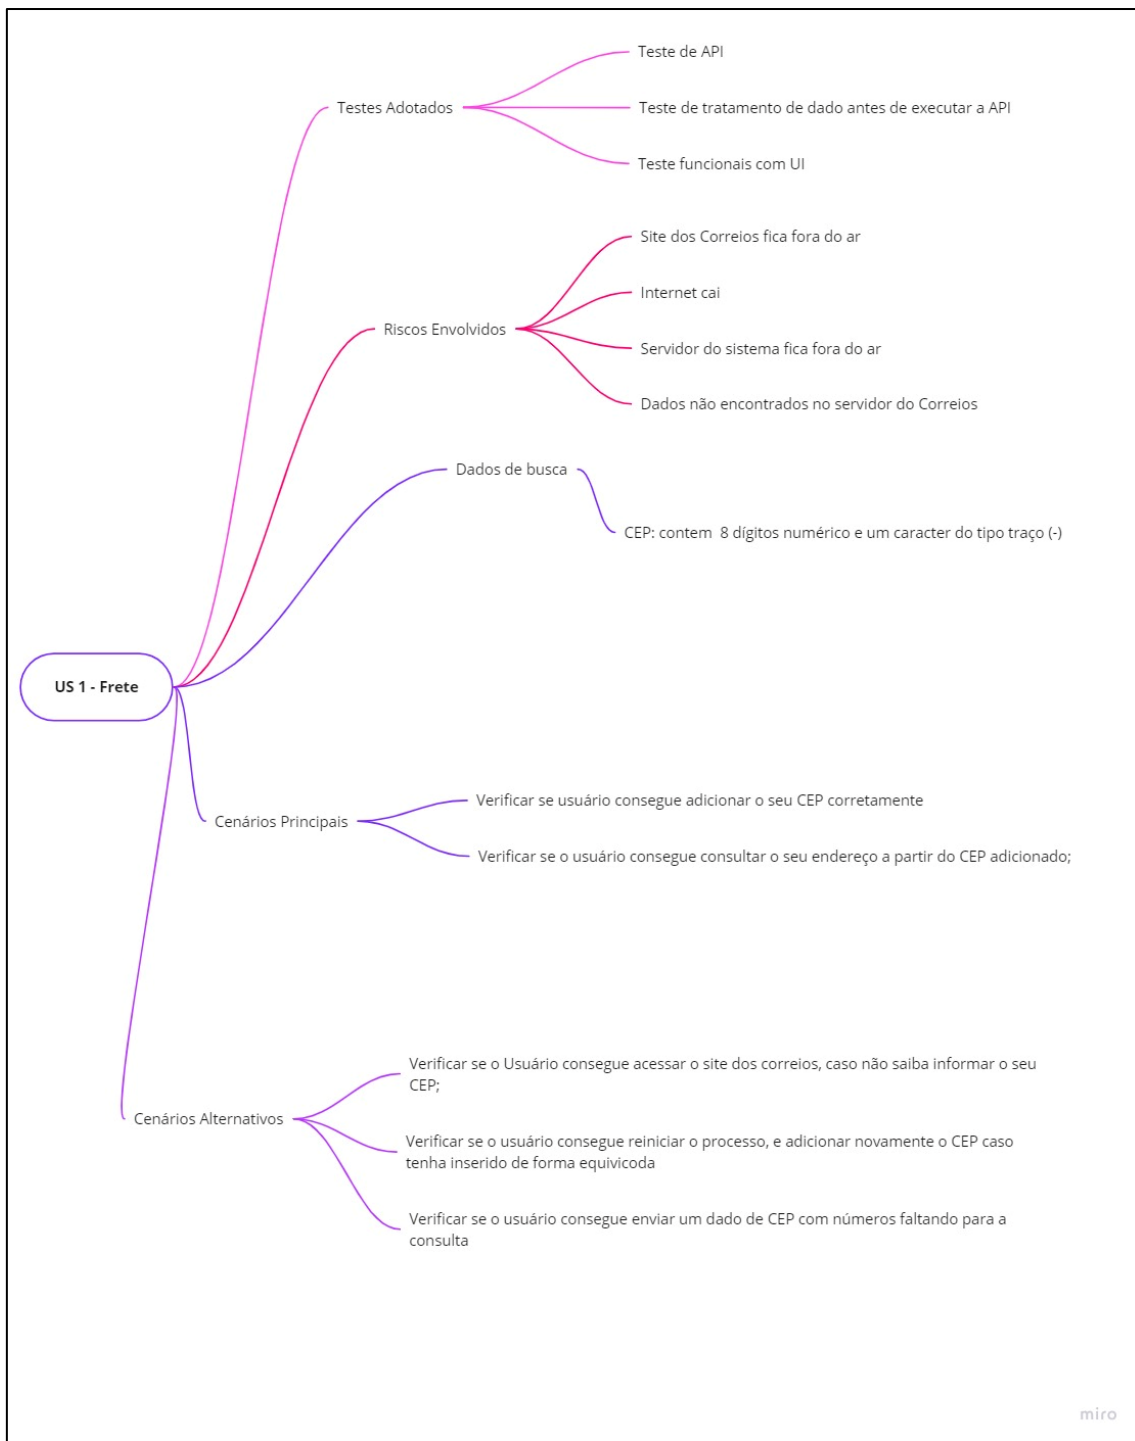 Teste de API
Testes Adotados
Teste de tratamento de dado antes de executar a API
Teste funcionais com UI
Site dos Correios fica fora do ar
Internet cai
Riscos Envolvidos
Servidor do sistema fica fora do ar
Dados não encontrados no servidor do Correios
Dados de busca
CEP: contem  8 dígitos numérico e um caracter do tipo traço (-)
US 1 - Frete
Verificar se usuário consegue adicionar o seu CEP corretamente
Cenários Principais
Verificar se o usuário consegue consultar o seu endereço a partir do CEP adicionado;
Verificar se o Usuário consegue acessar o site dos correios, caso não saiba informar o seu
CEP;
Cenários Alternativos
Verificar se o usuário consegue reiniciar o processo, e adicionar novamente o CEP caso
tenha inserido de forma equivicoda
Verificar se o usuário consegue enviar um dado de CEP com números faltando para a
consulta
miro